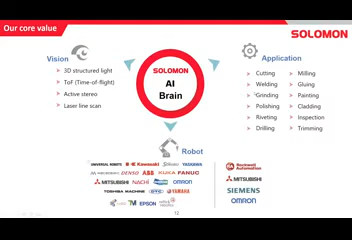 Our core value
SOLOMON
Vision
3D structured light
ToF (Time-of-flight)
Active stereo
Laser line scan
SOLOMON
AI
Brain
Application
Cutting
Welding
Grinding
Polishing
Riveting
Drilling
Milling
Gluing
Painting
Cladding
Inspection
Trimming
Robot
UNIVERSAL ROBOTS
Kawasaki
YASKAWA
DENSO
ABB
KUKA
FANUC
MITSUBISHI
NACHI
OMRON
TOSHIBA MACHINE
YAMAHA
TM
EPSON
Rockwell
Automation
MITSUBISHI
SIEMENS
OMRON
12